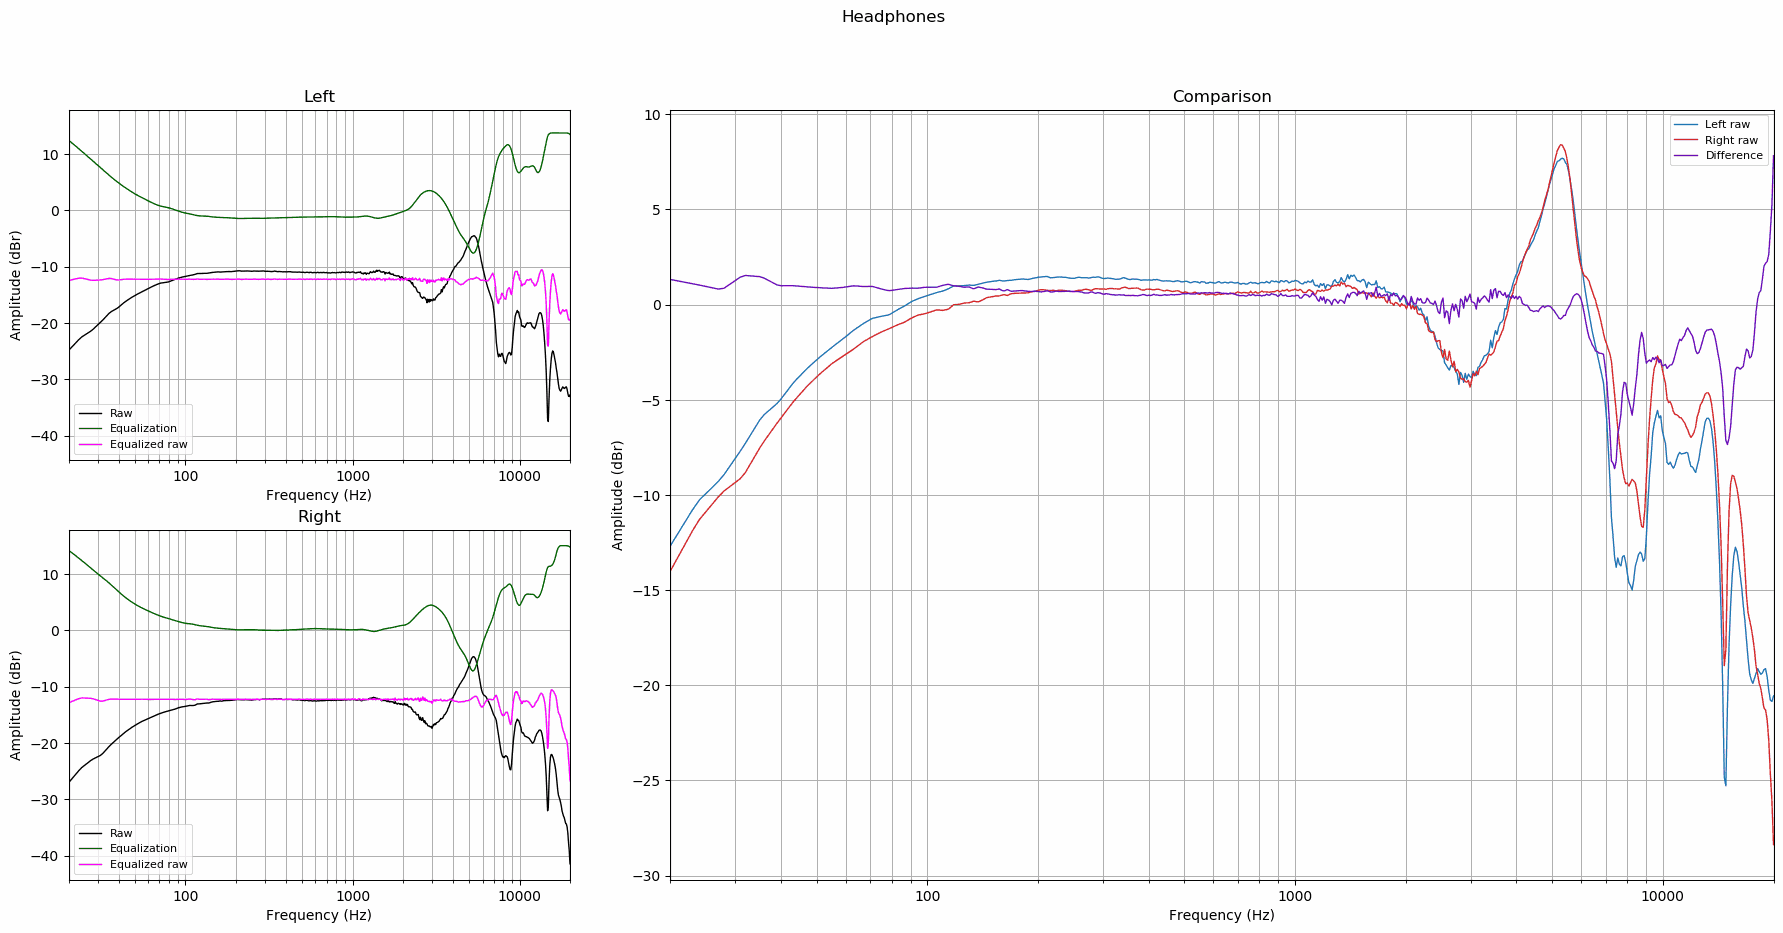 Headphones
Left
10
0
−10
−20
−30
−40
Amplitude (dBr)
Raw
Equalization
Equalized raw
100
1000
10000
Frequency (Hz)
Right
10
0
−10
−20
−30
−40
Amplitude (dBr)
Raw
Equalization
Equalized raw
100
1000
10000
Frequency (Hz)
Comparison
10
5
0
−5
−10
−15
−20
−25
−30
Amplitude (dBr)
Left raw
Right raw
Difference
100
1000
10000
Frequency (Hz)